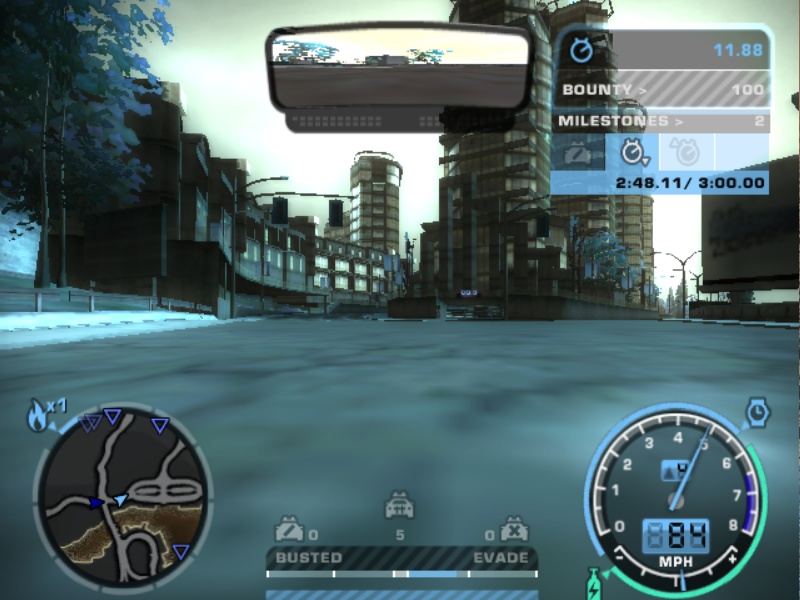 11.88
BOUNTY > 100
MILESTONES > 2
2:48.11/ 3:00.00
x1
0 5 0
BUSTED EVADE
0 1 2 3 4 5 6 7 8
4
84
MPH
- +